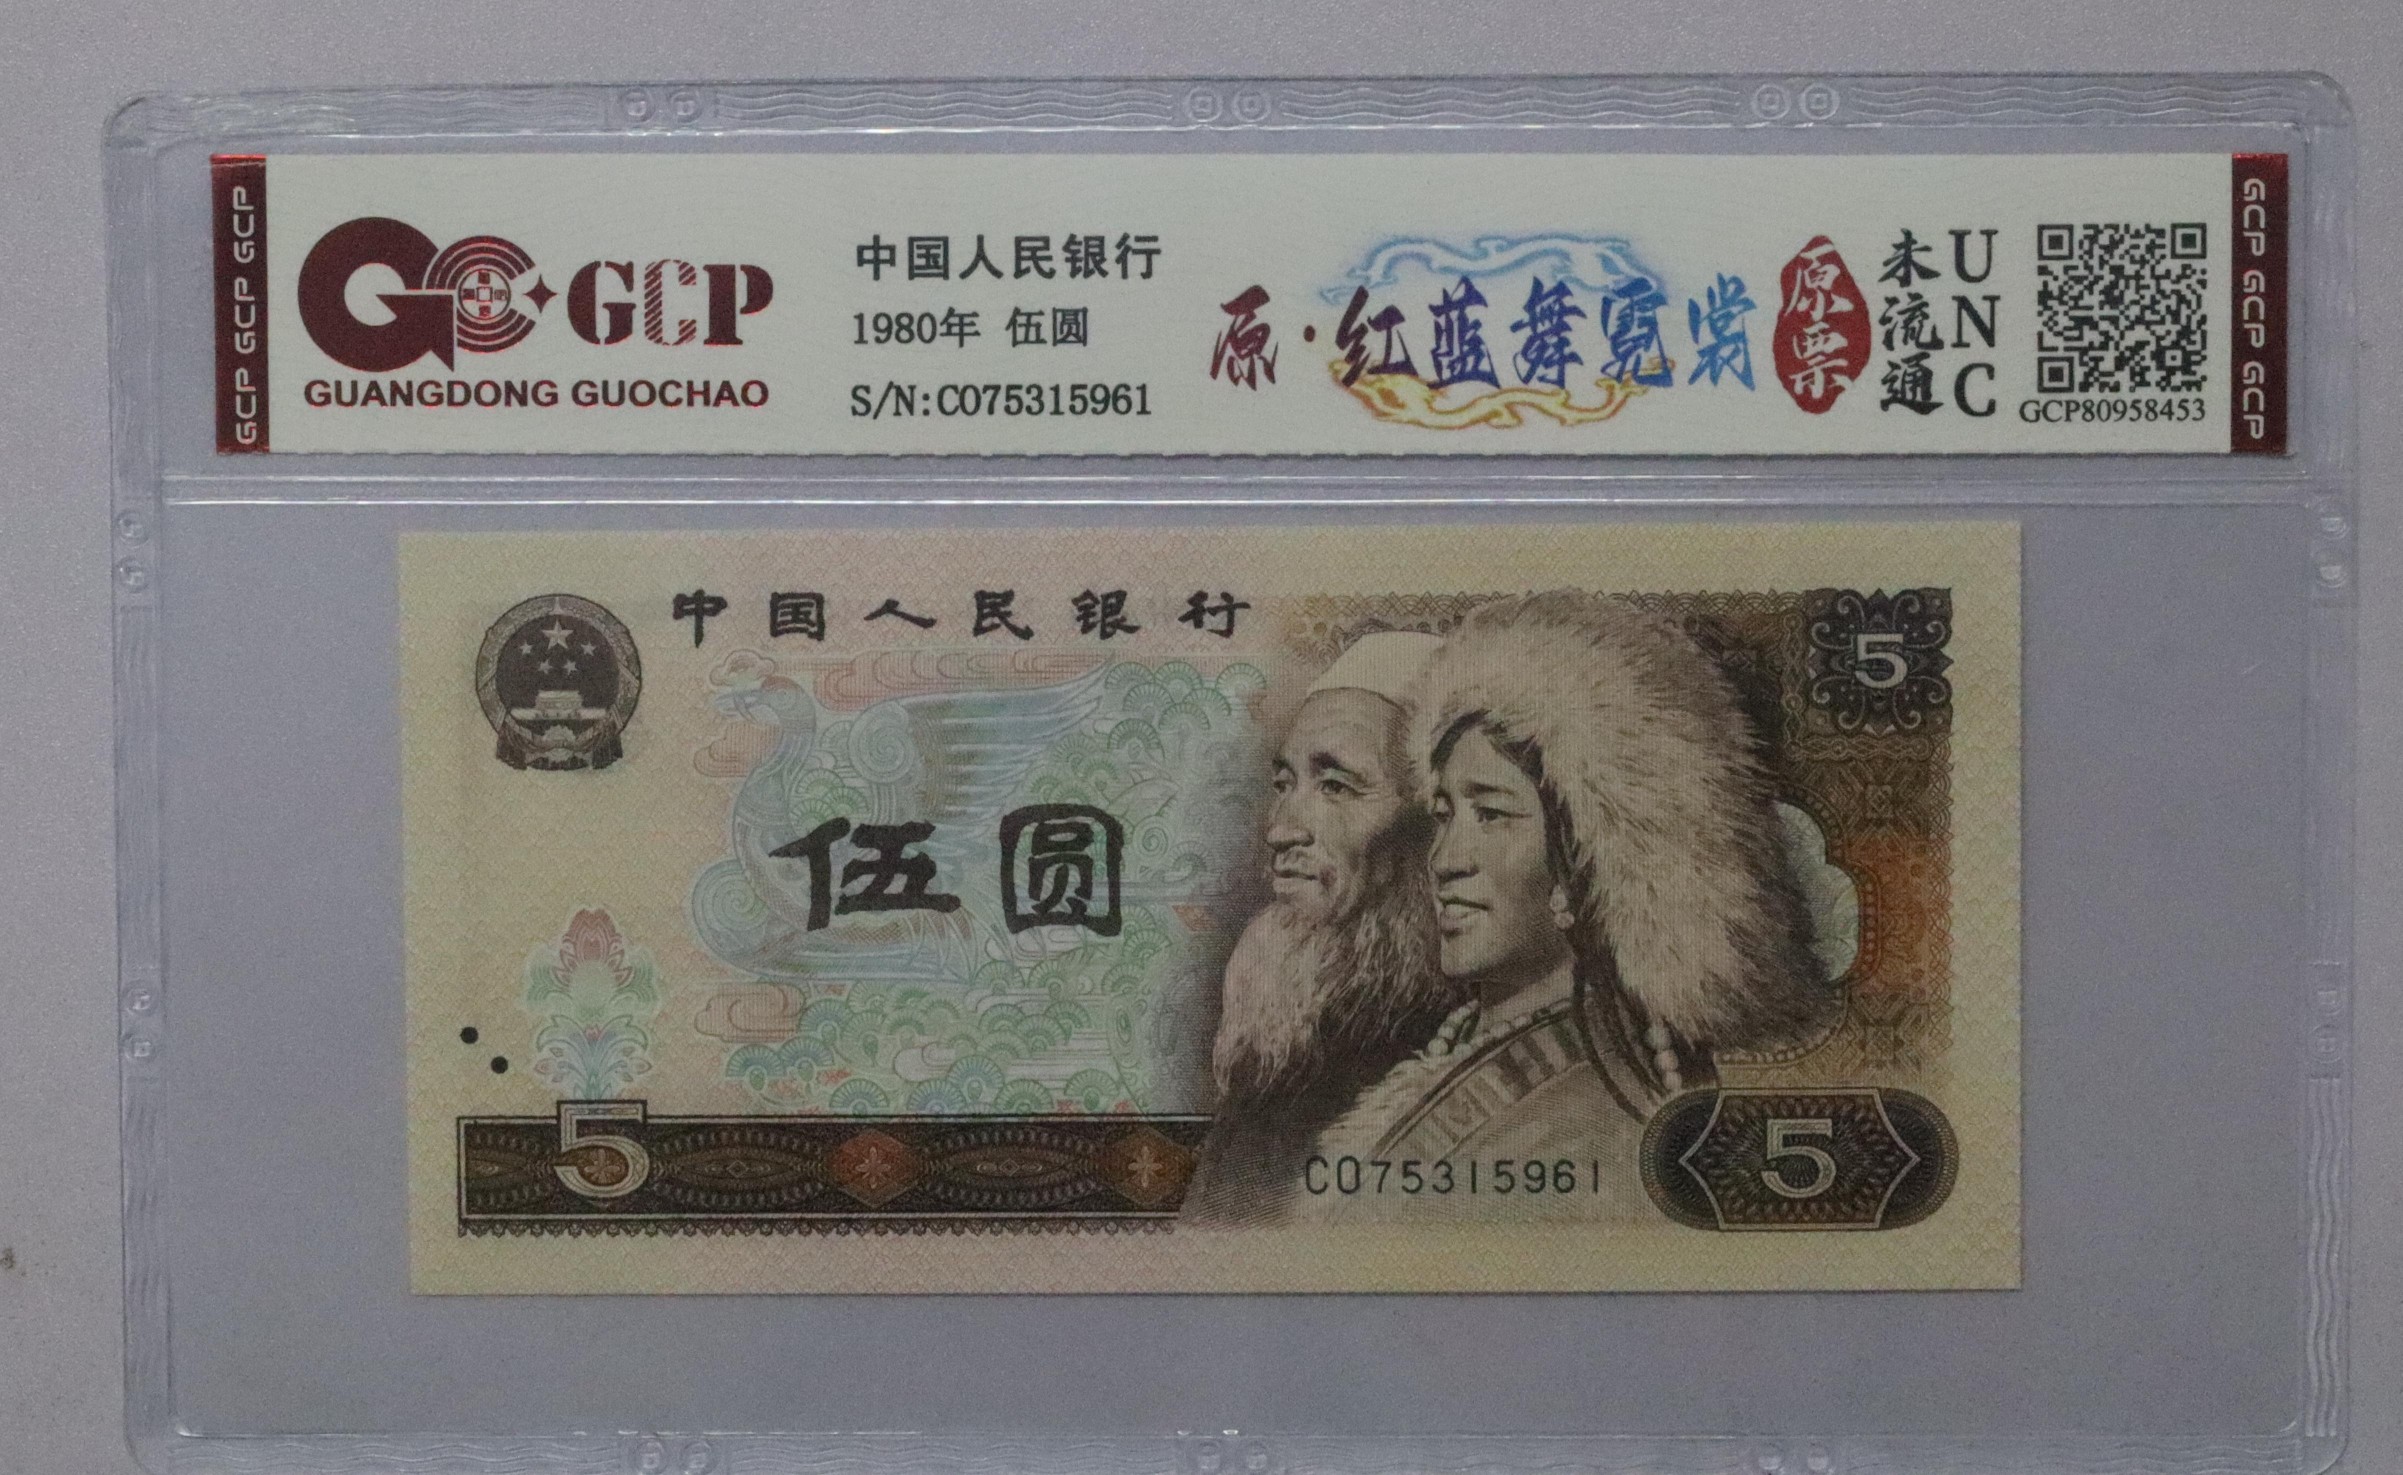 GCP GCP GCP
GCP
GUANGDONG GUOCHAO
中国人民银行
1980年 伍圆
S/N:CO75315961
原·红蓝舞霓裳
原票
未流通
UNC
GCP80958453
GCP GCP GCP
中国人民银行
5
伍圆
5
CO75315961
5